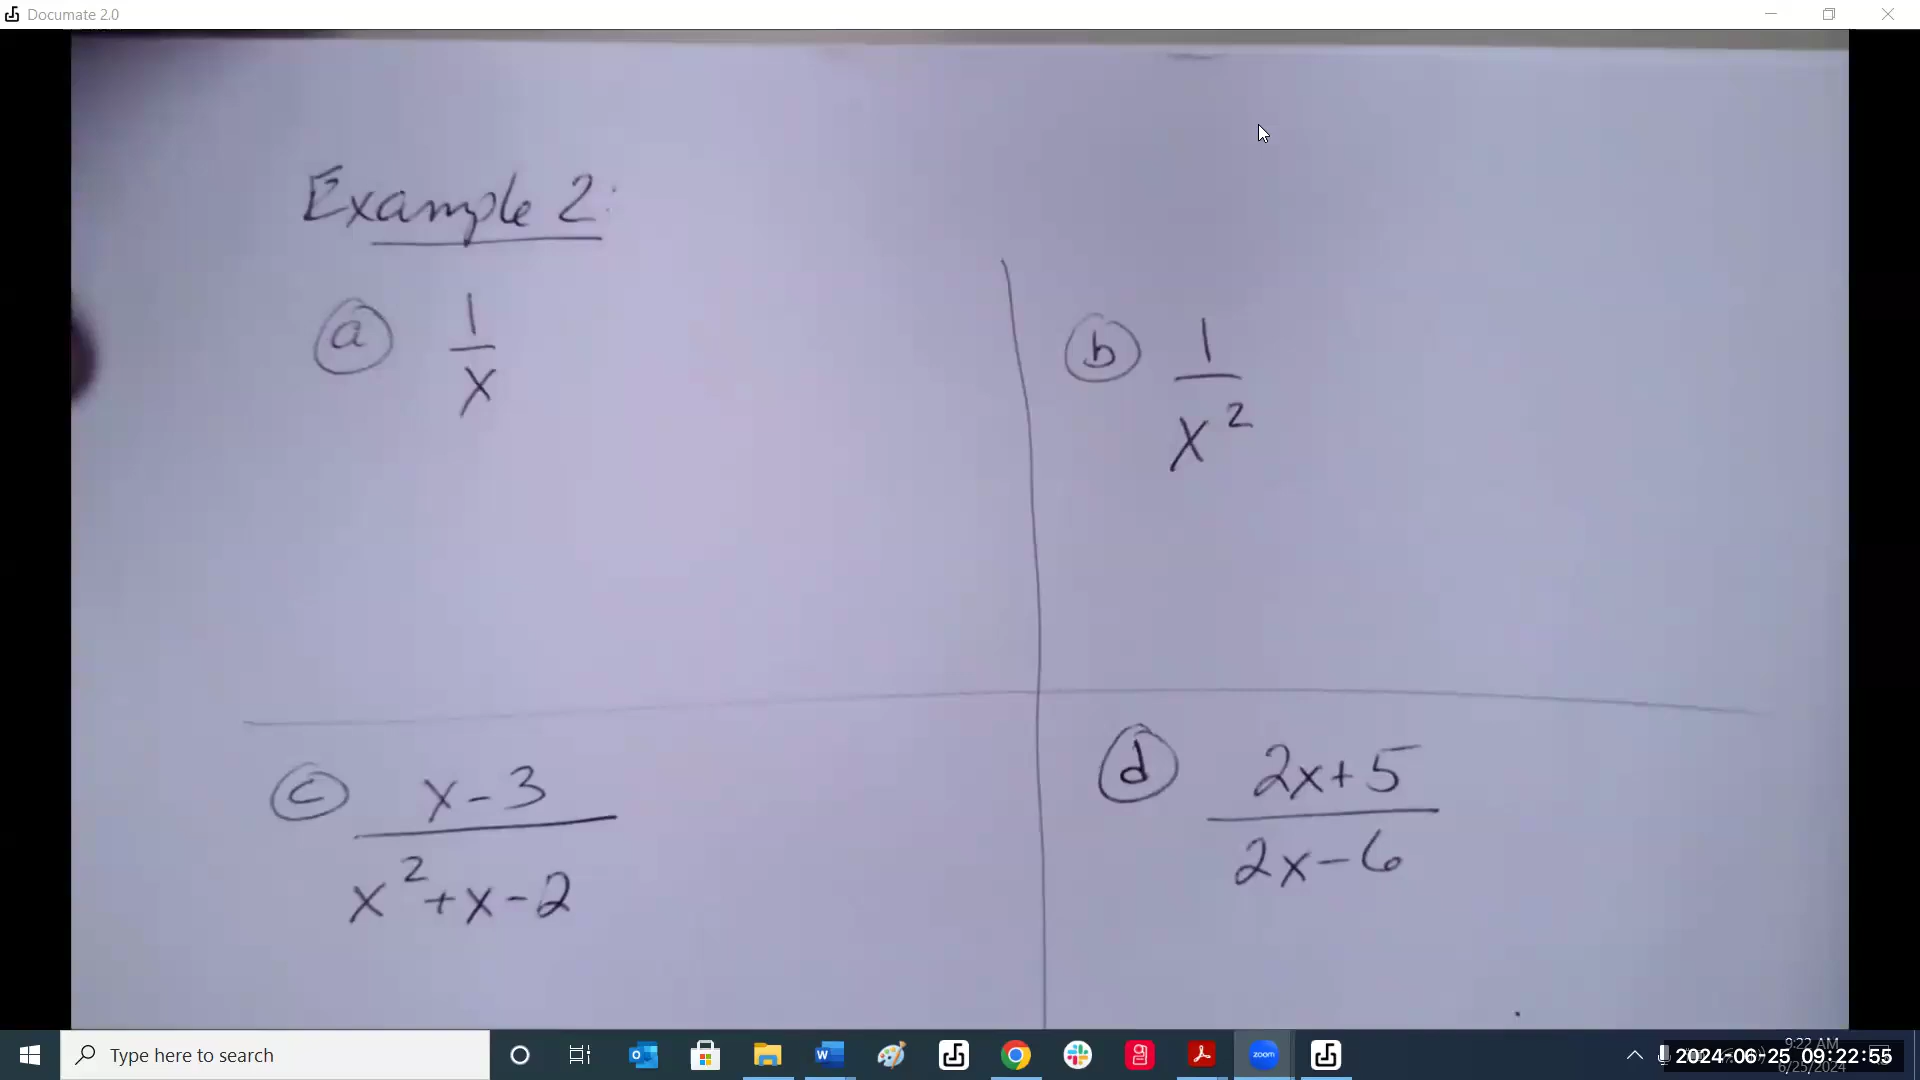 Documate 2.0
Example 2:
a 1/x
b 1/x²
c x-3/x²+x-2
d 2x+5/2x-6
Type here to search
zoom
9:22 AM
2024-06-25 09:22:55
6/25/2024